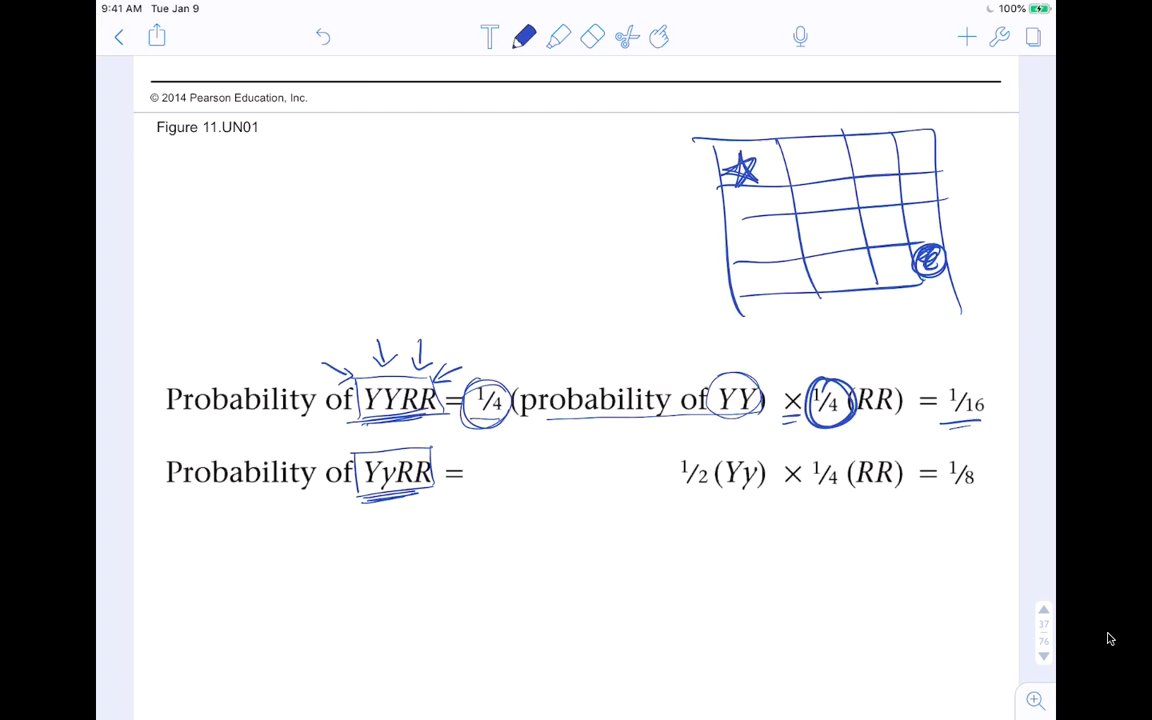 9:41 AM Tue Jan 9 100%
T
© 2014 Pearson Education, Inc.
Figure 11.UN01
Probability of YYRR = 1/4 (probability of YY) × 1/4 (RR) = 1/16
Probability of YyRR = 1/2 (Yy) × 1/4 (RR) = 1/8
37
76